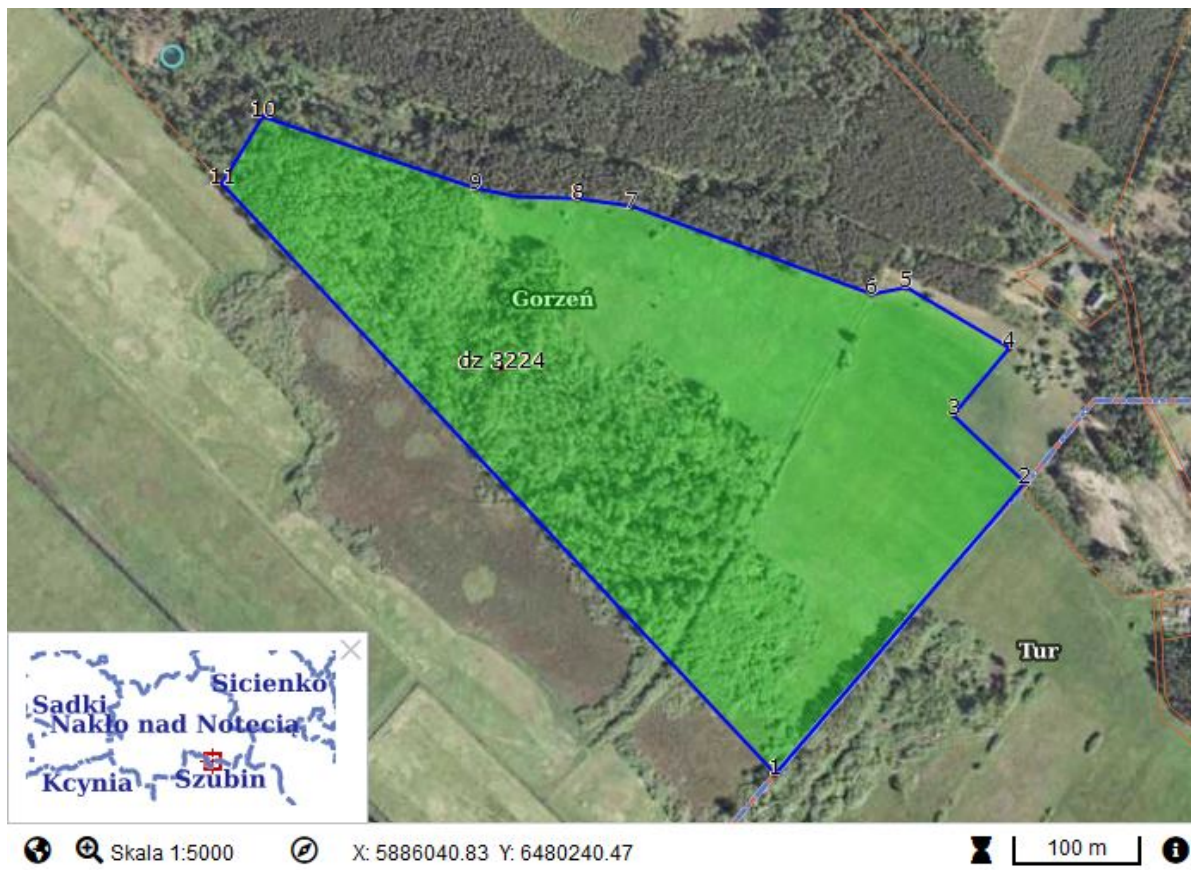 10
11
9
8
7
Gorzeń
6
5
4
dz 3224
3
2
Tur
1
Sicienko
Sadki
Nakło nad Notecią
Szubin
Kcynia
Skala 1:5000
X: 5886040.83 Y: 6480240.47
100 m